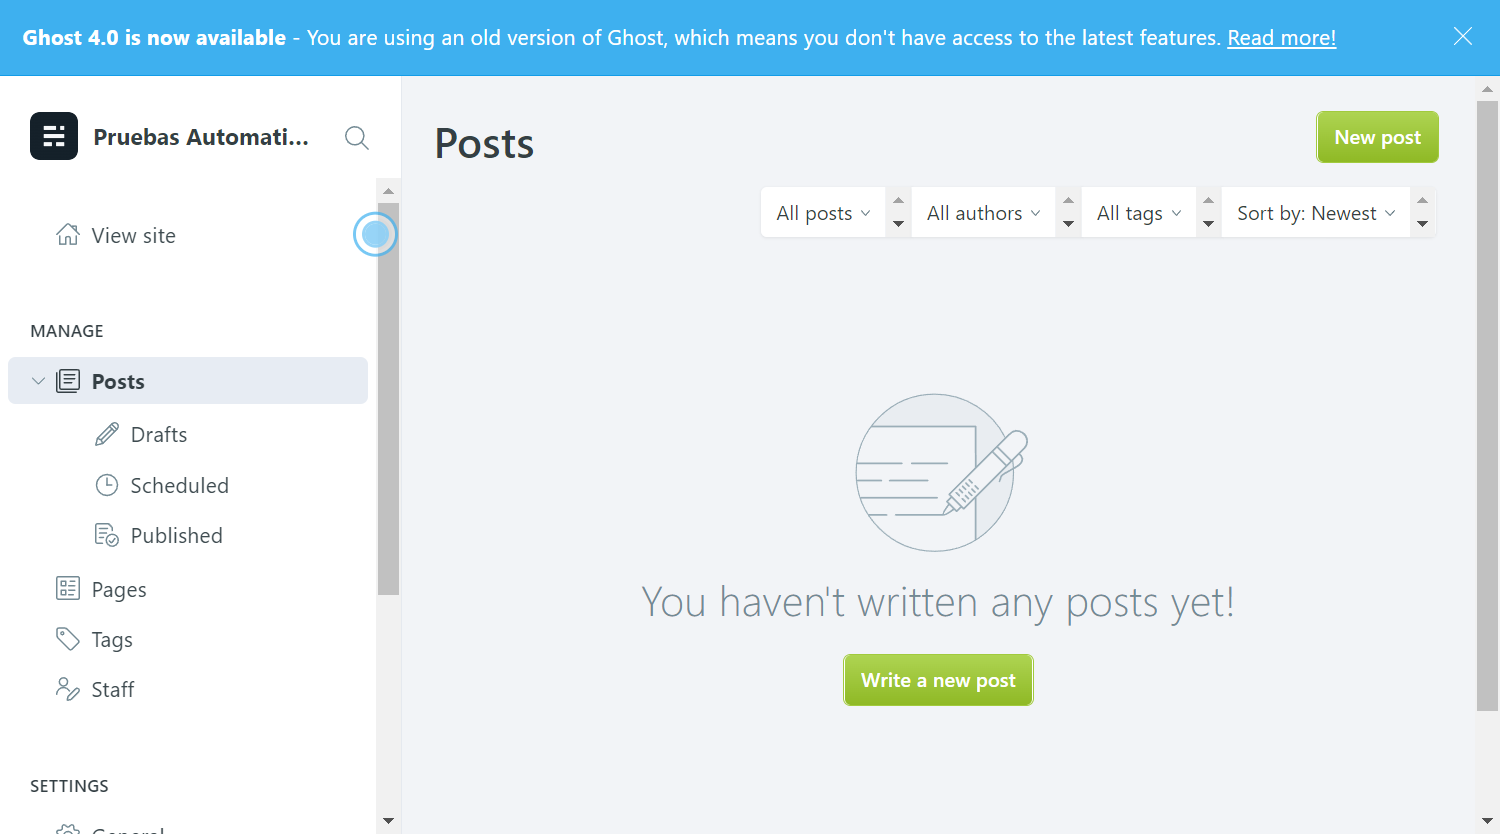 Ghost 4.0 is now available - You are using an old version of Ghost, which means you don't have access to the latest features. Read more!
Pruebas Automati...
View site
MANAGE
Posts
Drafts
Scheduled
Published
Pages
Tags
Staff
SETTINGS
General
Posts
New post
All posts
All authors
All tags
Sort by: Newest
You haven't written any posts yet!
Write a new post